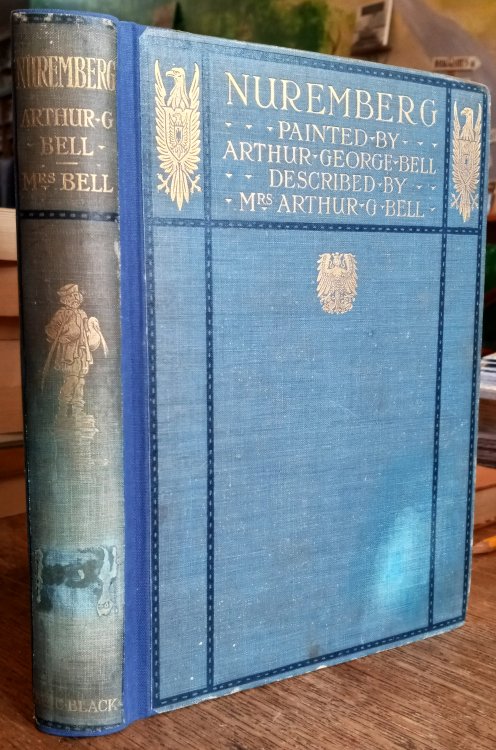 NUREMBERG
ARTHUR·G
BELL
MRS BELL
BLACK
NUREMBERG
PAINTED·BY
ARTHUR·GEORGE·BELL
DESCRIBED·BY
MRS ARTHUR·G·BELL